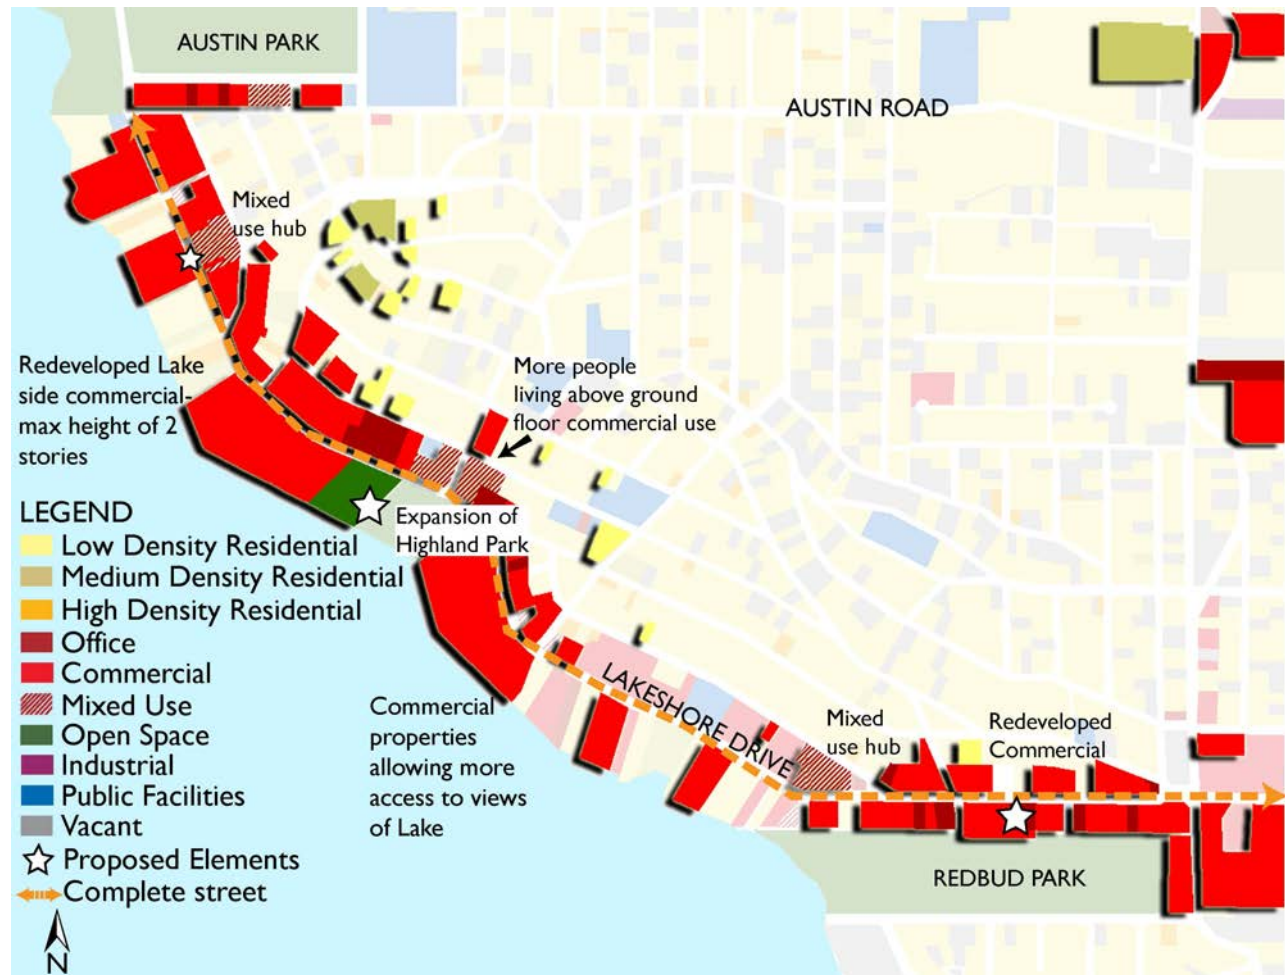 AUSTIN PARK
AUSTIN ROAD
Mixed
use hub
Redeveloped Lake
side commercial-
max height of 2
stories
More people
living above ground
floor commercial use
Expansion of
Highland Park
LEGEND
Low Density Residential
Medium Density Residential
High Density Residential
Office
Commercial
Mixed Use
Open Space
Industrial
Public Facilities
Vacant
Proposed Elements
Complete street
N
Commercial
properties
allowing more
access to views
of Lake
LAKESHORE DRIVE
Mixed
use hub
Redeveloped
Commercial
REDBUD PARK